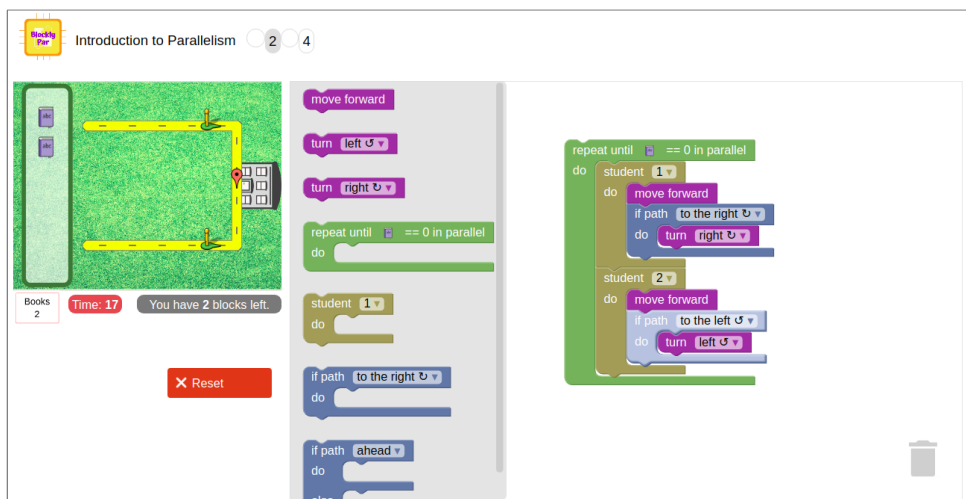 Blockly
Par
Introduction to Parallelism 2 4
abc
abc
Books
2
Time: 17
You have 2 blocks left.
Reset
move forward
turn left ↺ ▾
turn right ↻ ▾
repeat until == 0 in parallel
do
student 1 ▾
do
if path to the right ↻ ▾
do
if path ahead ▾
do
else
repeat until == 0 in parallel
do student 1 ▾
do move forward
if path to the right ↻ ▾
do turn right ↻ ▾
student 2 ▾
do move forward
if path to the left ↺ ▾
do turn left ↺ ▾